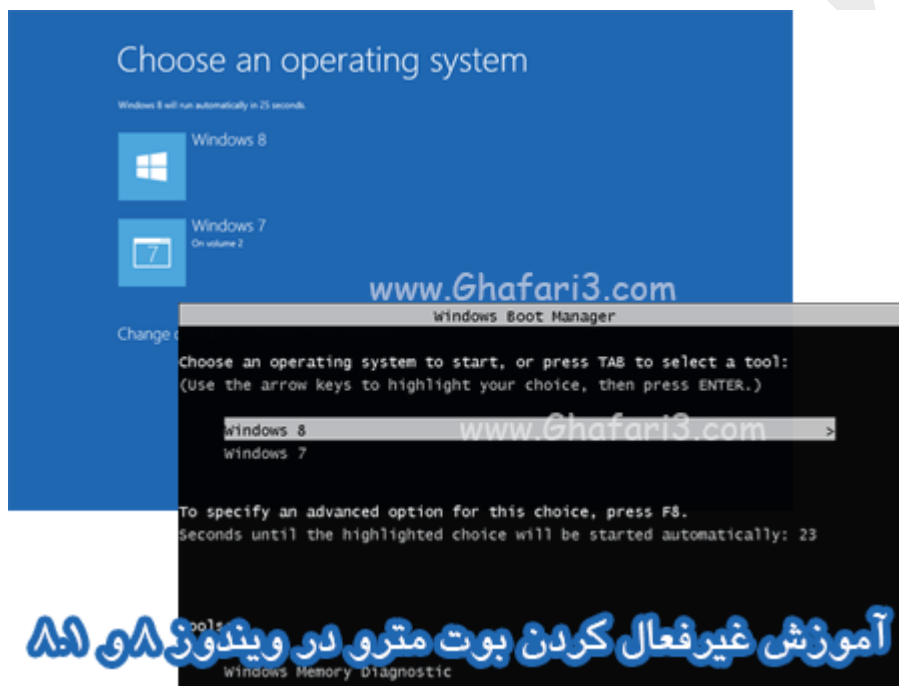 Choose an operating system
Windows 8 will run automatically in 25 seconds.
Windows 8
Windows 7
On volume 2
7
www.Ghafari3.com
Change
Windows Boot Manager
Choose an operating system to start, or press TAB to select a tool:
(Use the arrow keys to highlight your choice, then press ENTER.)
Windows 8 >
www.Ghafari3.com
Windows 7
To specify an advanced option for this choice, press F8.
Seconds until the highlighted choice will be started automatically: 23
آموزش غیرفعال کردن بوت مترو در ویندوز ۸ و ۸.۱
Windows Memory Diagnostic